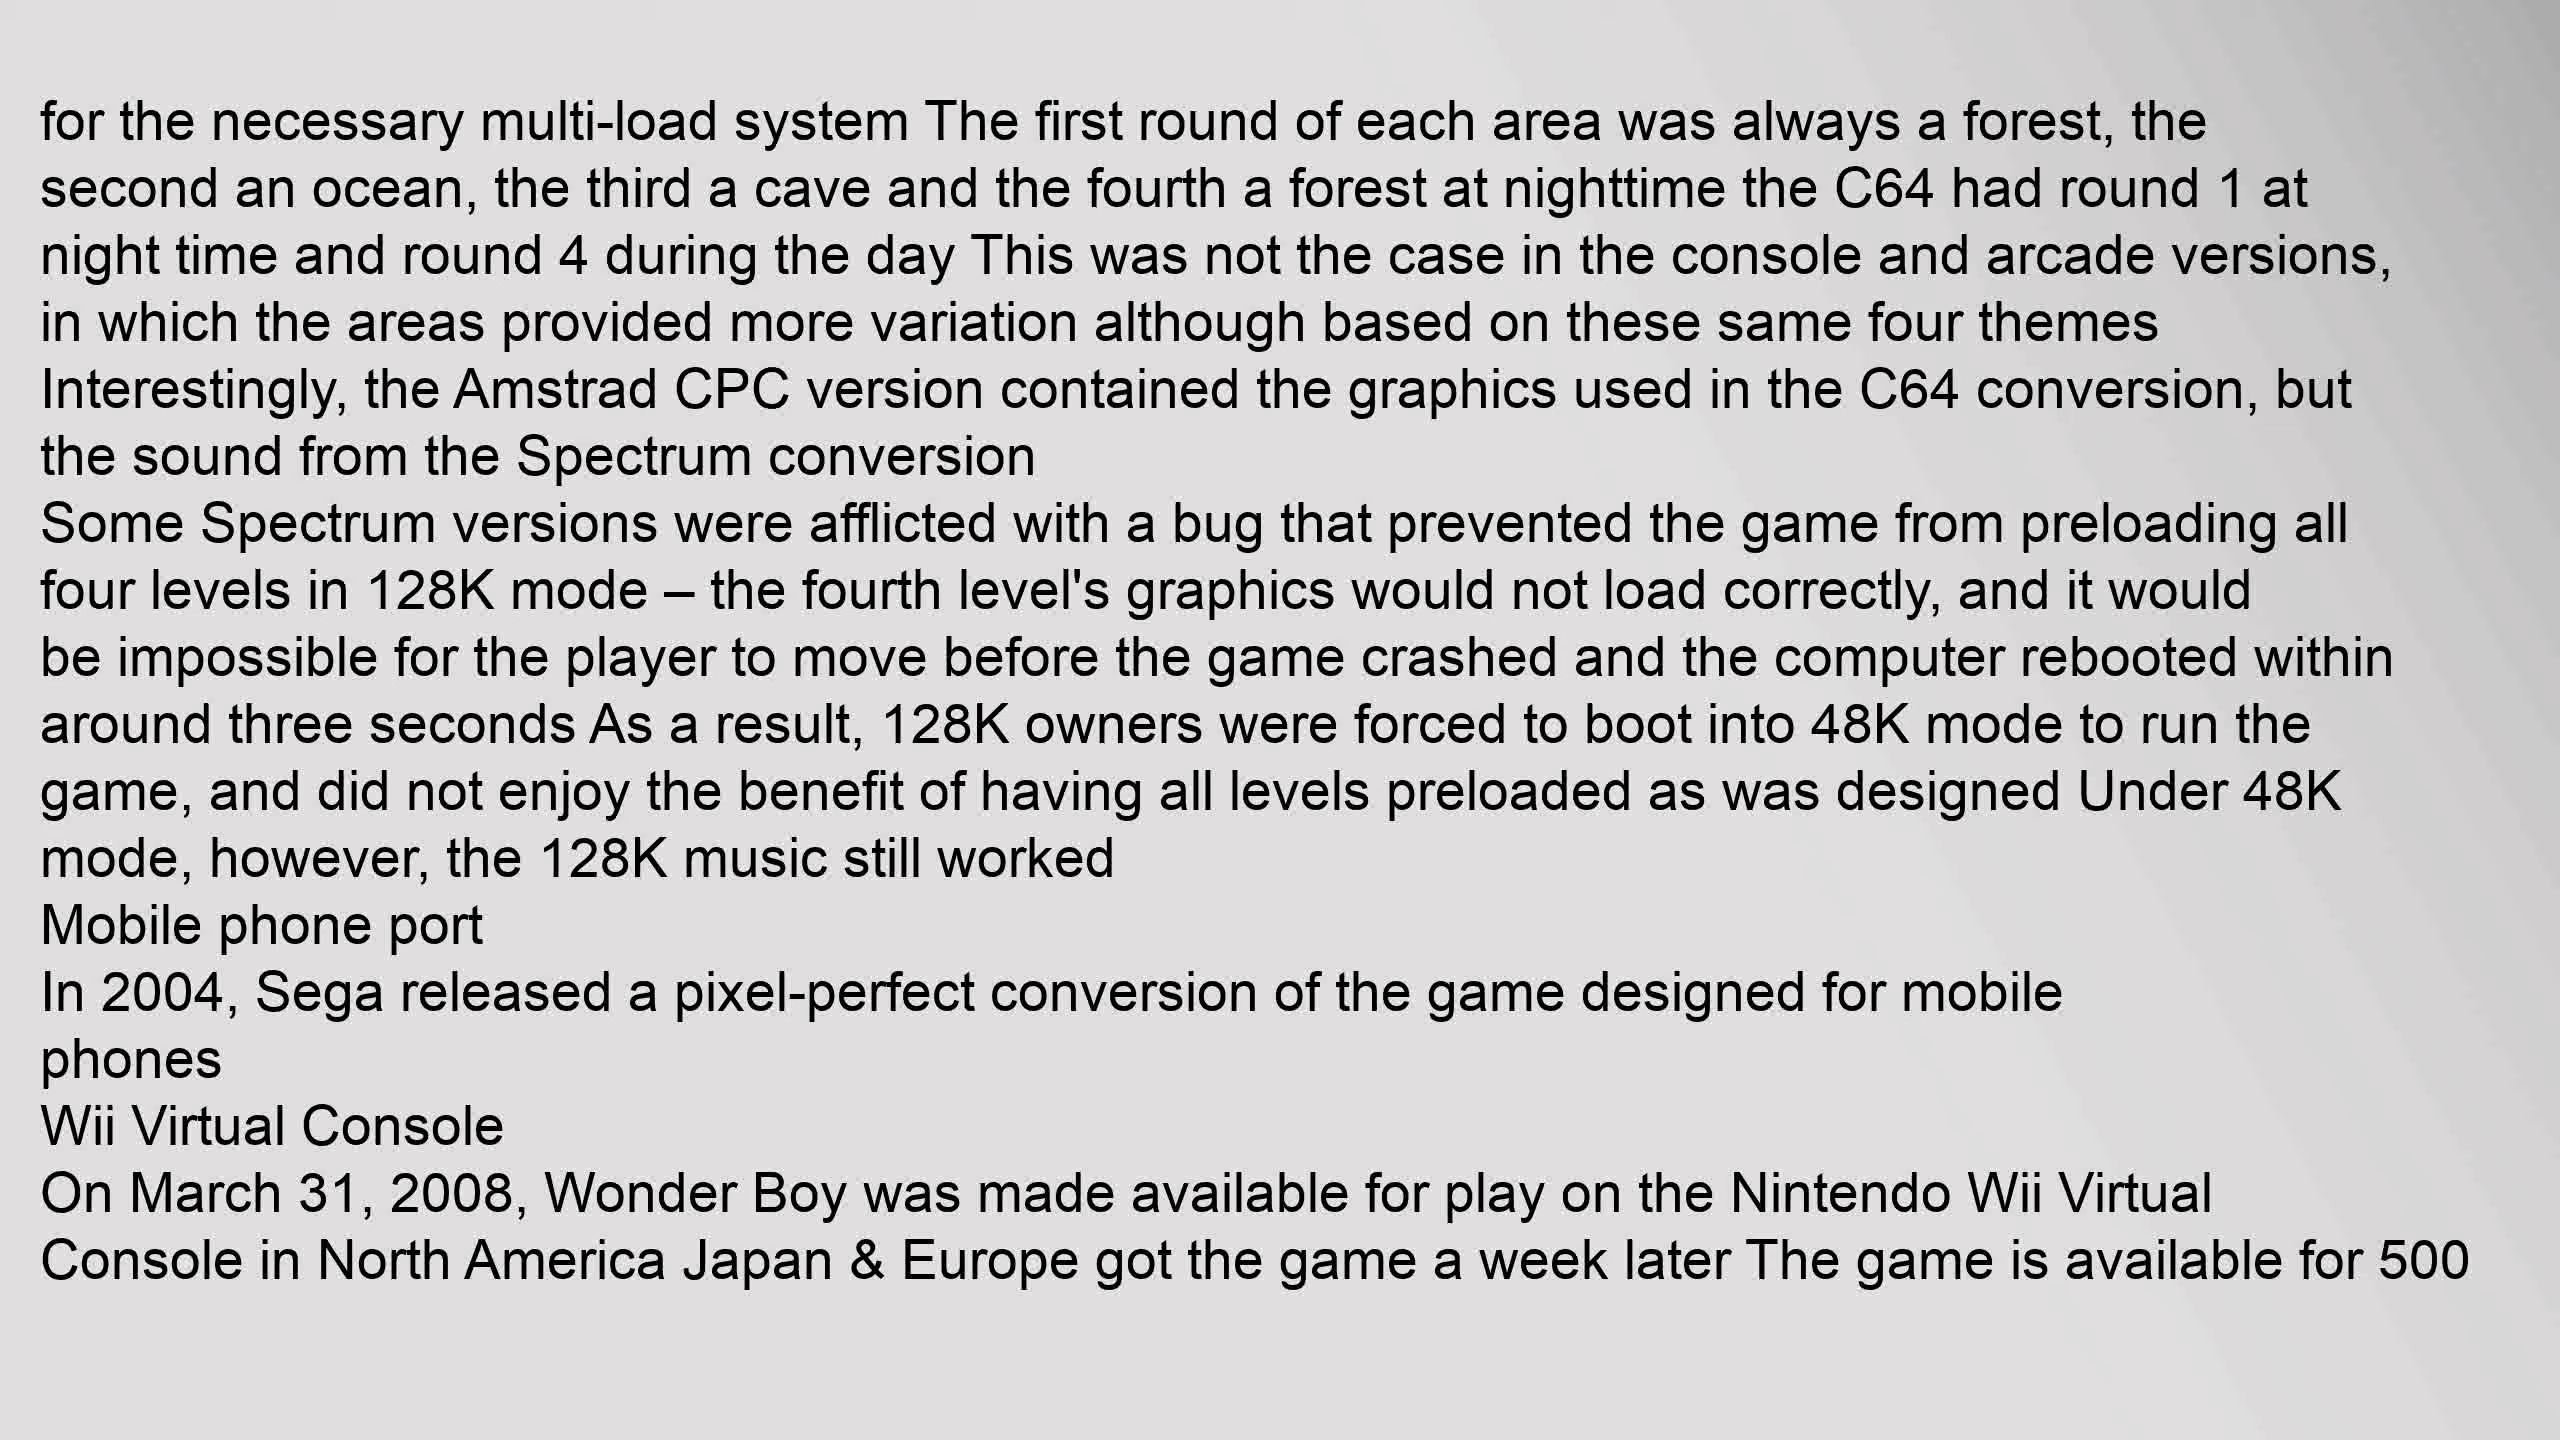 for the necessary multi-load system The first round of each area was always a forest, the
second an ocean, the third a cave and the fourth a forest at nighttime the C64 had round 1 at
night time and round 4 during the day This was not the case in the console and arcade versions,
in which the areas provided more variation although based on these same four themes
Interestingly, the Amstrad CPC version contained the graphics used in the C64 conversion, but
the sound from the Spectrum conversion
Some Spectrum versions were afflicted with a bug that prevented the game from preloading all
four levels in 128K mode – the fourth level's graphics would not load correctly, and it would
be impossible for the player to move before the game crashed and the computer rebooted within
around three seconds As a result, 128K owners were forced to boot into 48K mode to run the
game, and did not enjoy the benefit of having all levels preloaded as was designed Under 48K
mode, however, the 128K music still worked
Mobile phone port
In 2004, Sega released a pixel-perfect conversion of the game designed for mobile
phones
Wii Virtual Console
On March 31, 2008, Wonder Boy was made available for play on the Nintendo Wii Virtual
Console in North America Japan & Europe got the game a week later The game is available for 500